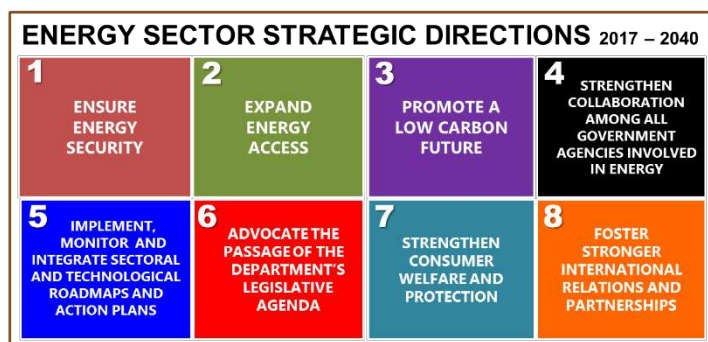 ENERGY SECTOR STRATEGIC DIRECTIONS 2017 – 2040
1
ENSURE
ENERGY
SECURITY
2
EXPAND
ENERGY
ACCESS
3
PROMOTE A
LOW CARBON
FUTURE
4
STRENGTHEN
COLLABORATION
AMONG ALL
GOVERNMENT
AGENCIES INVOLVED
IN ENERGY
5
IMPLEMENT,
MONITOR AND
INTEGRATE SECTORAL
AND TECHNOLOGICAL
ROADMAPS AND
ACTION PLANS
6
ADVOCATE THE
PASSAGE OF THE
DEPARTMENT'S
LEGISLATIVE
AGENDA
7
STRENGTHEN
CONSUMER
WELFARE AND
PROTECTION
8
FOSTER
STRONGER
INTERNATIONAL
RELATIONS AND
PARTNERSHIPS